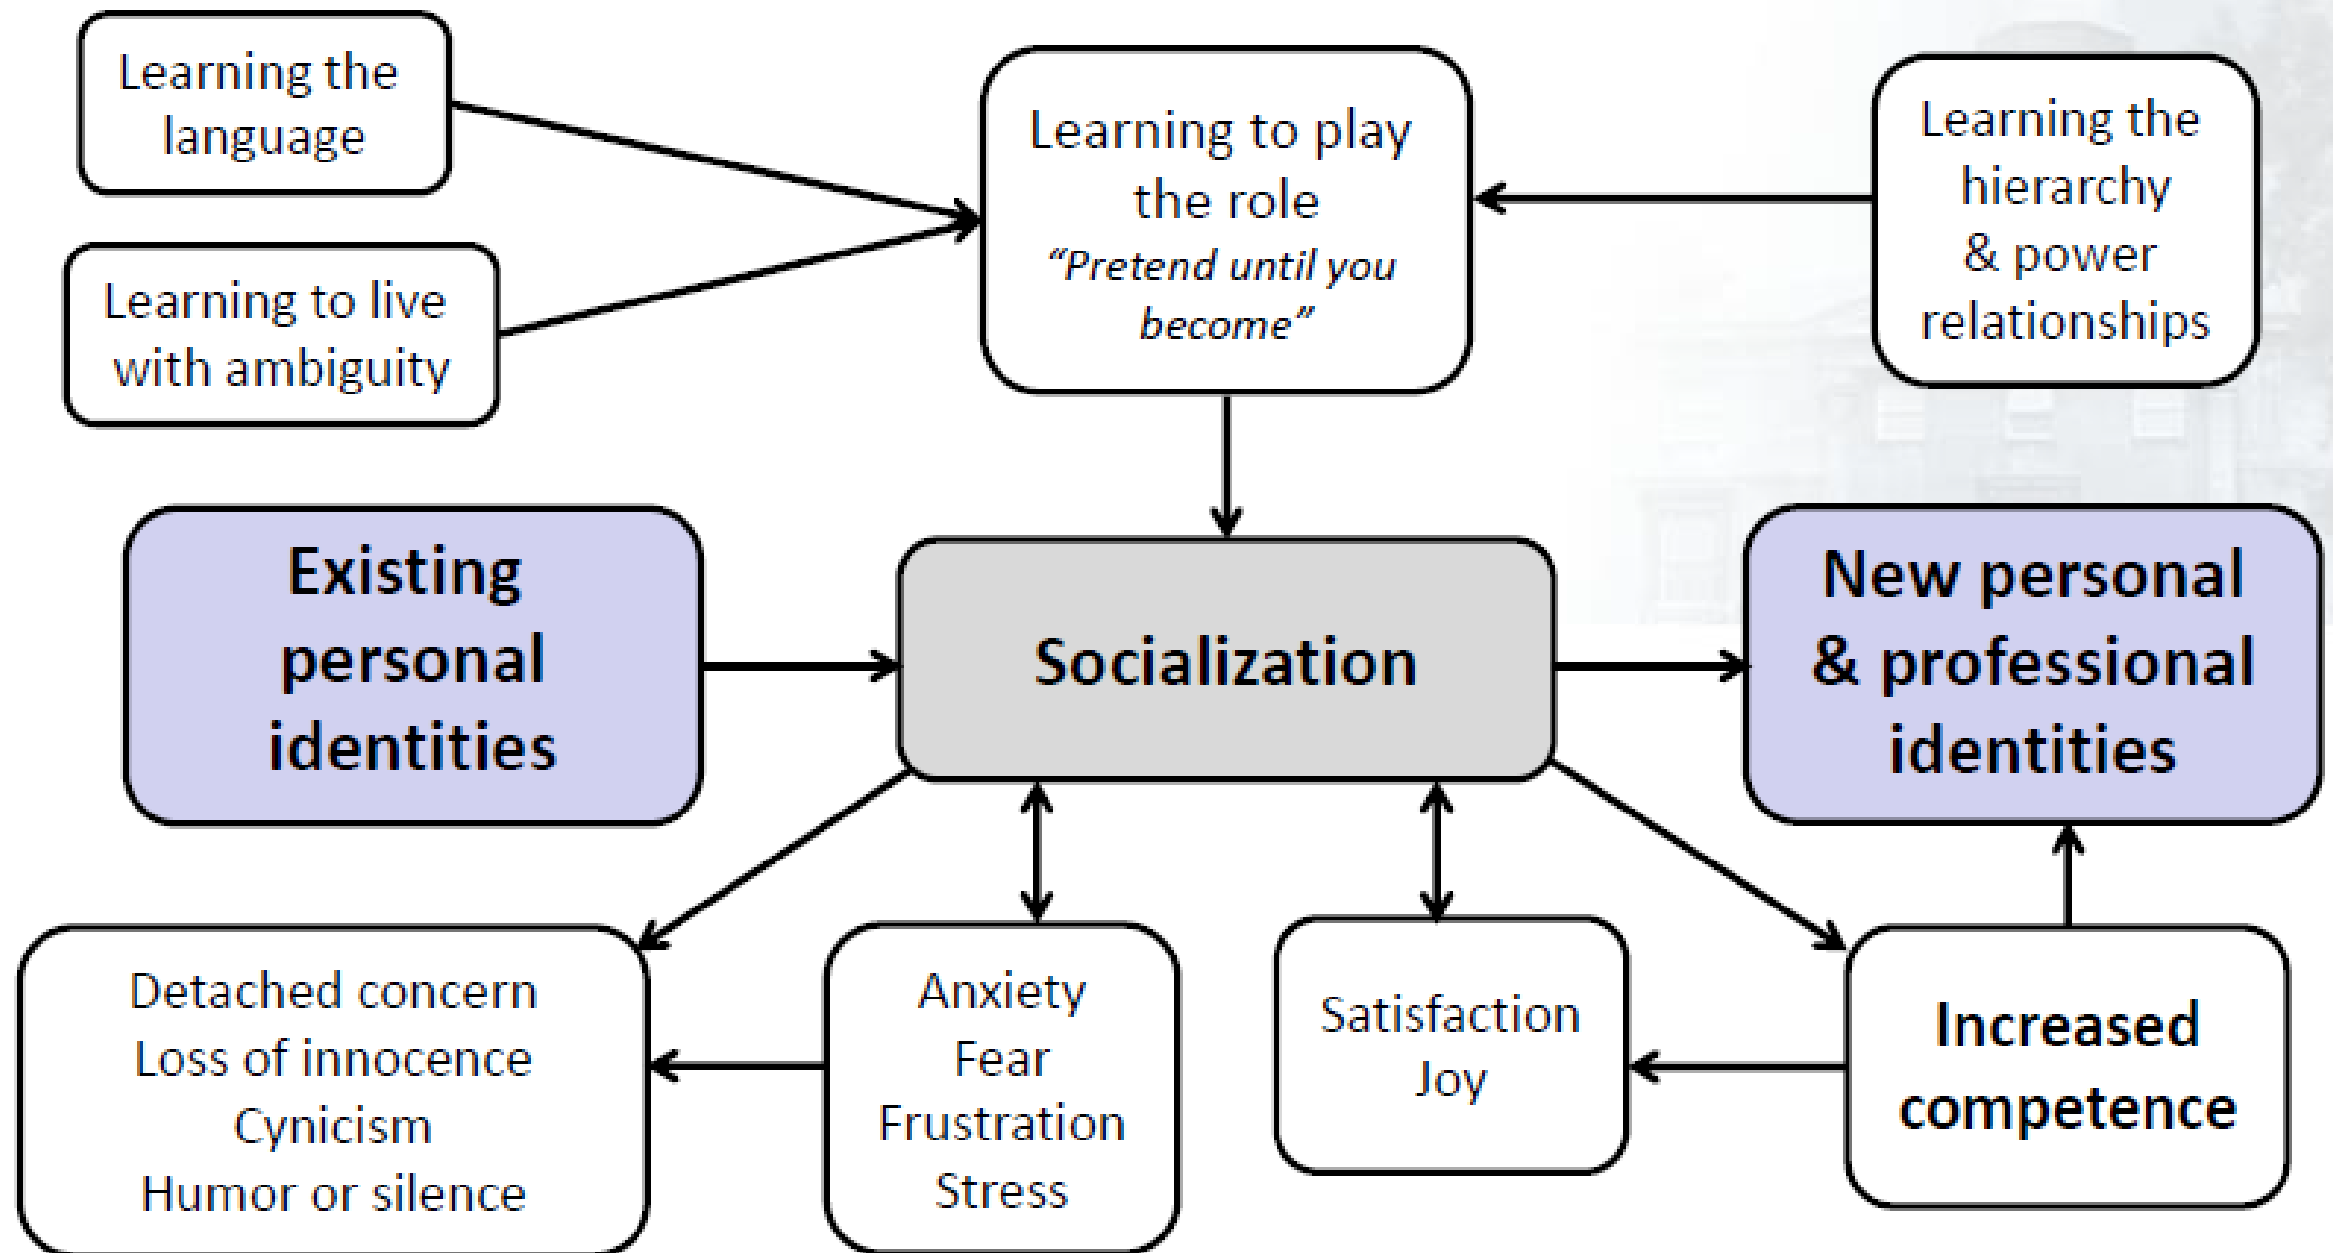 Learning the
language
Learning to live
with ambiguity
Learning to play
the role
“Pretend until you
become”
Learning the
hierarchy
& power
relationships
Existing
personal
identities
Socialization
New personal
& professional
identities
Detached concern
Loss of innocence
Cynicism
Humor or silence
Anxiety
Fear
Frustration
Stress
Satisfaction
Joy
Increased
competence